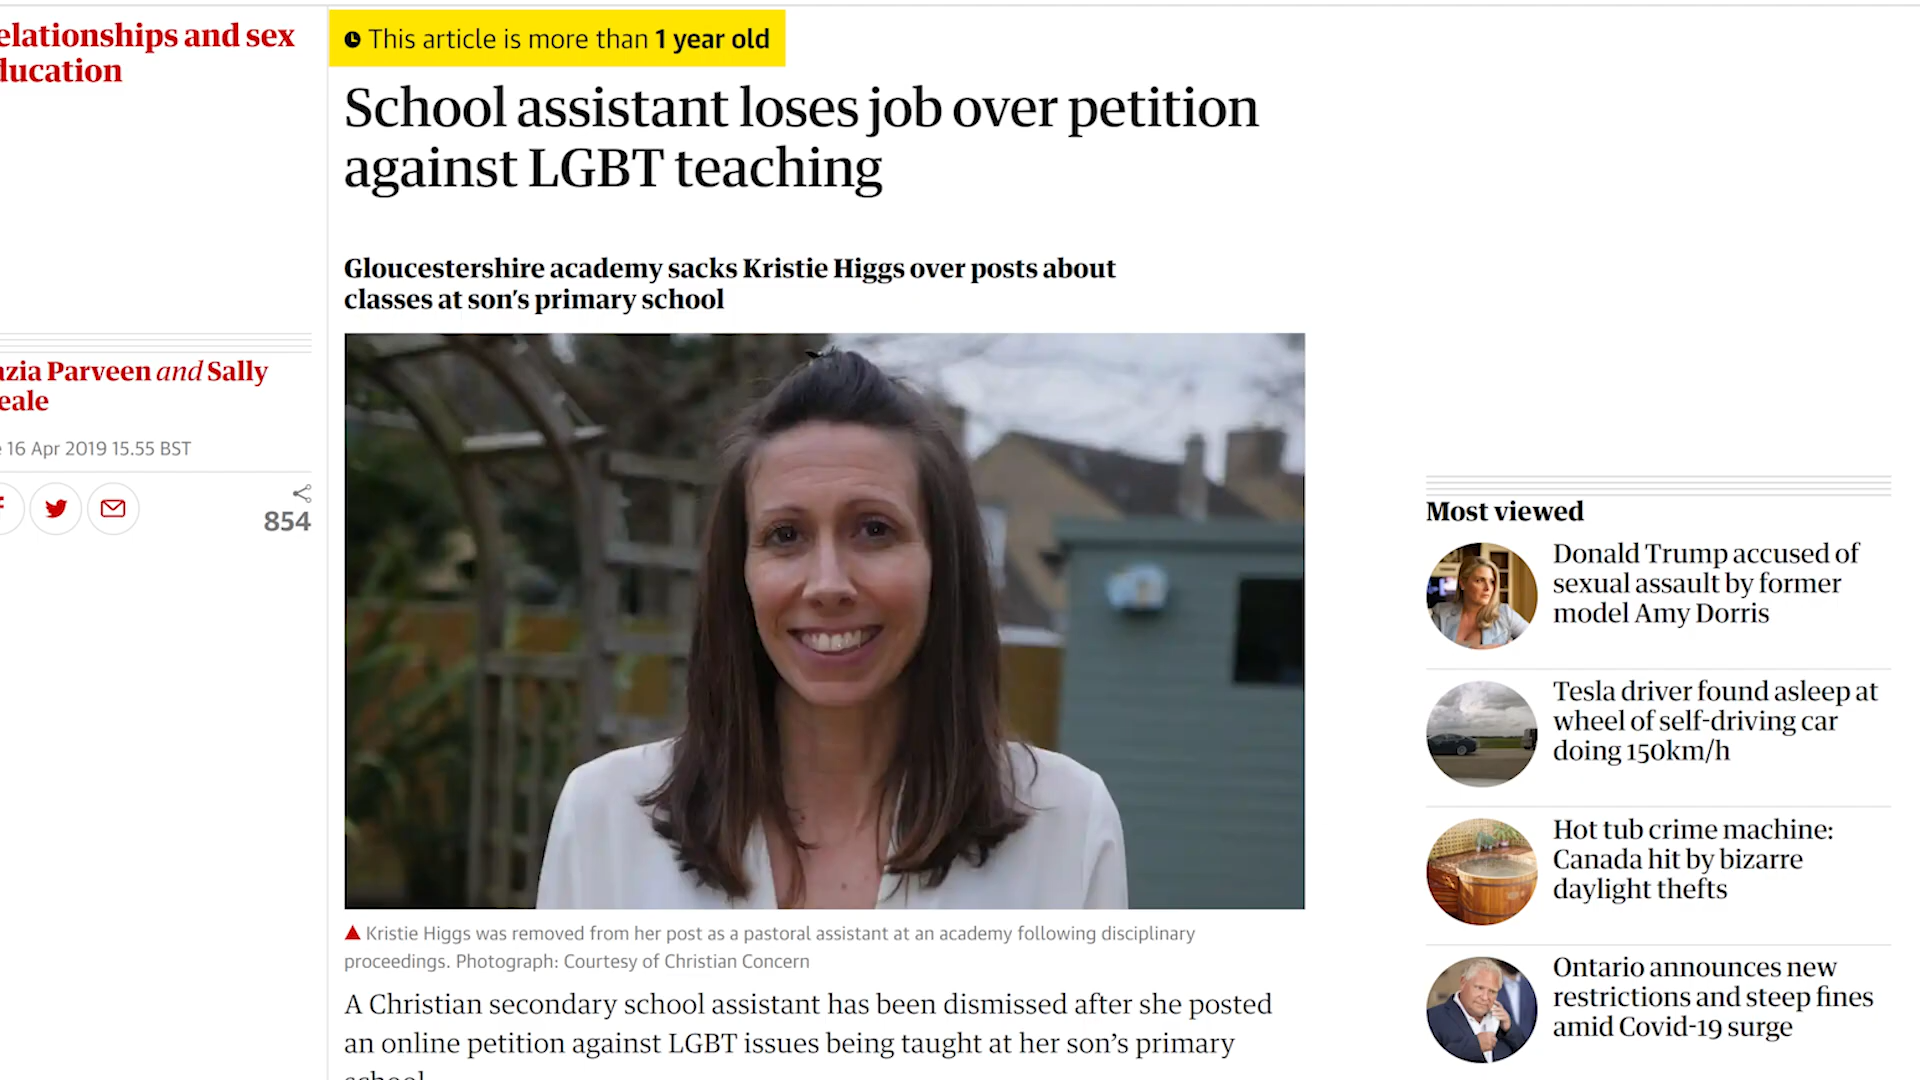 elationships and sex
ducation
This article is more than 1 year old
School assistant loses job over petition
against LGBT teaching
Gloucestershire academy sacks Kristie Higgs over posts about
classes at son's primary school
azia Parveen and Sally
eale
16 Apr 2019 15.55 BST
854
Kristie Higgs was removed from her post as a pastoral assistant at an academy following disciplinary
proceedings. Photograph: Courtesy of Christian Concern
A Christian secondary school assistant has been dismissed after she posted
an online petition against LGBT issues being taught at her son's primary
school.
Most viewed
Donald Trump accused of
sexual assault by former
model Amy Dorris
Tesla driver found asleep at
wheel of self-driving car
doing 150km/h
Hot tub crime machine:
Canada hit by bizarre
daylight thefts
Ontario announces new
restrictions and steep fines
amid Covid-19 surge